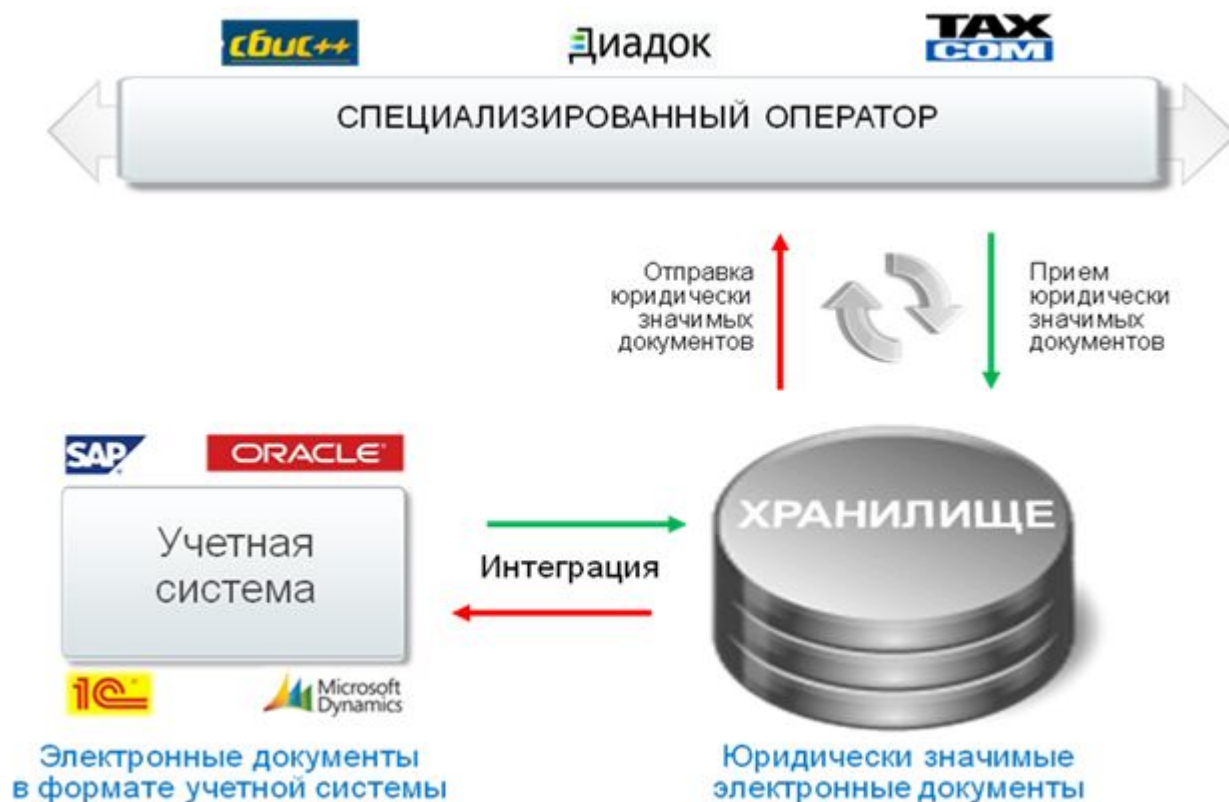 сбис++
Диадок
TAX
COM
СПЕЦИАЛИЗИРОВАННЫЙ ОПЕРАТОР
Отправка
юридически
значимых
документов
Прием
юридически
значимых
документов
SAP
ORACLE
Учетная
система
Интеграция
ХРАНИЛИЩЕ
1С
Microsoft
Dynamics
Электронные документы
в формате учетной системы
Юридически значимые
электронные документы